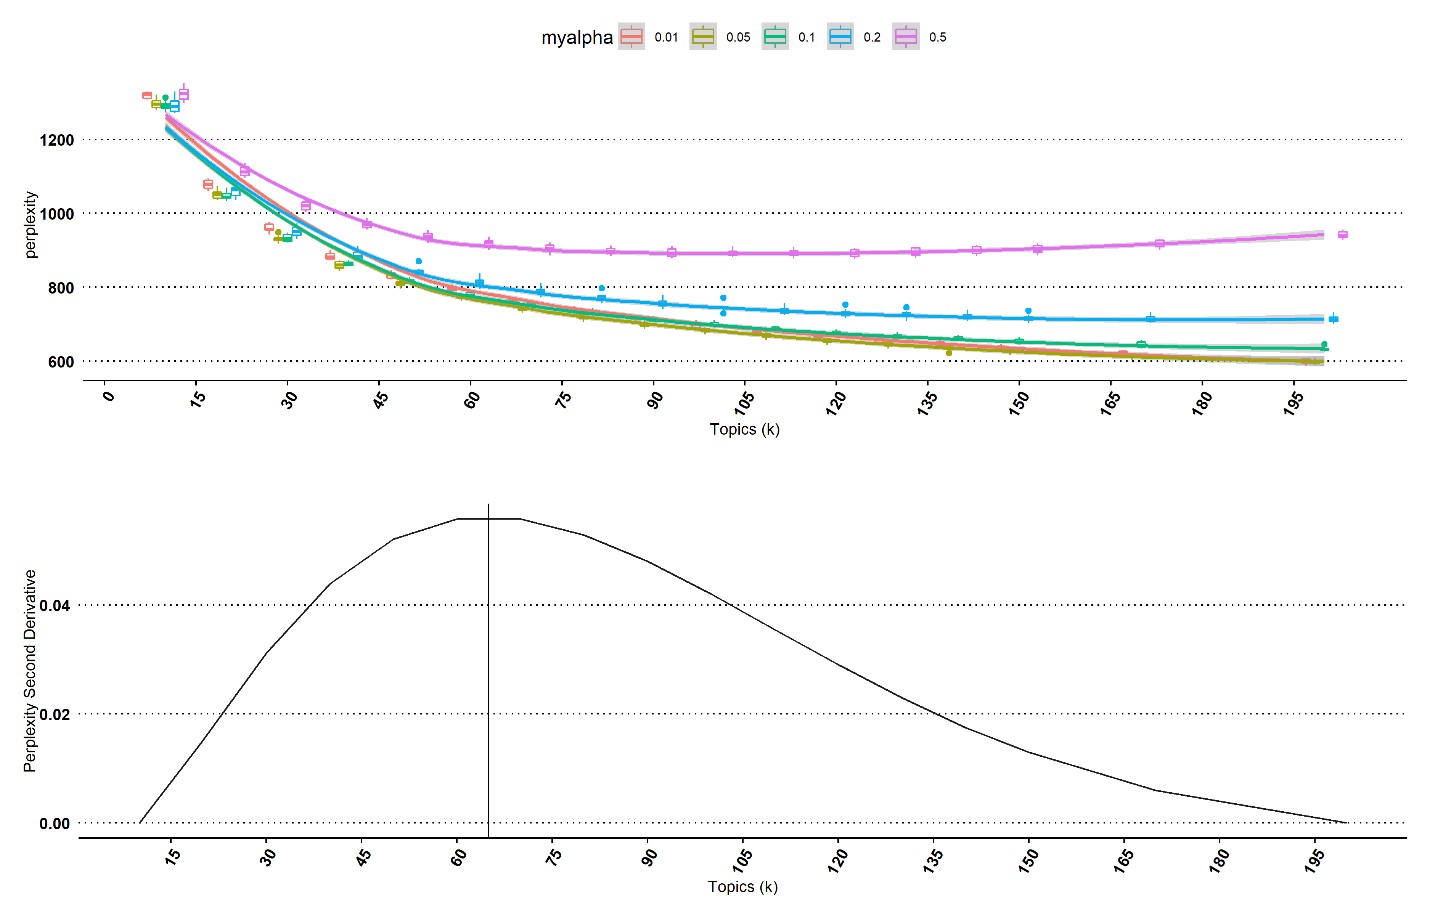 myalpha 0.01 0.05 0.1 0.2 0.5
perplexity
1200
1000
800
600
0 15 30 45 60 75 90 105 120 135 150 165 180 195
Topics (k)
Perplexity Second Derivative
0.04
0.02
0.00
15 30 45 60 75 90 105 120 135 150 165 180 195
Topics (k)